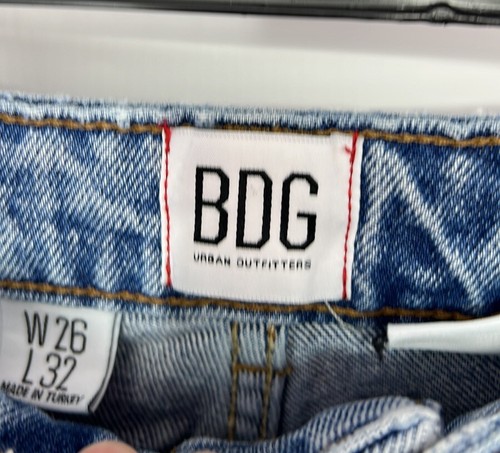 BDG
URBAN OUTFITTERS
W 26
L 32
MADE IN TURKEY